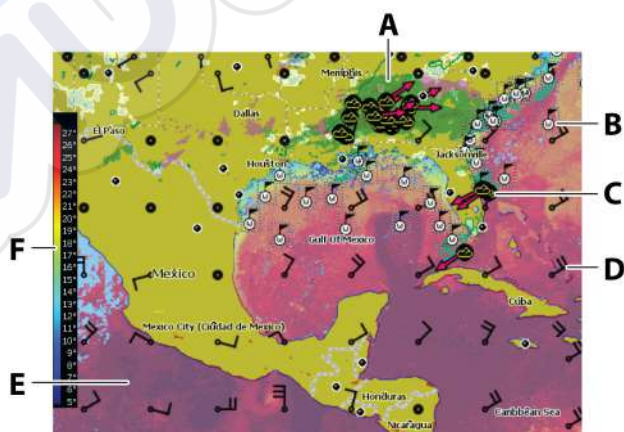 A
Memphis
Dallas
El Paso
B
Houston
Jacksonville
C
27°
26°
25°
24°
23°
22°
21°
20°
19°
18°
17°
16°
15°
14°
13°
12°
11°
10°
9°
8°
7°
6°
5°
F
Gulf Of Mexico
D
Mexico
Cuba
Mexico City (Ciudad de Mexico)
E
Honduras
Caribbean Sea
Nicaragua